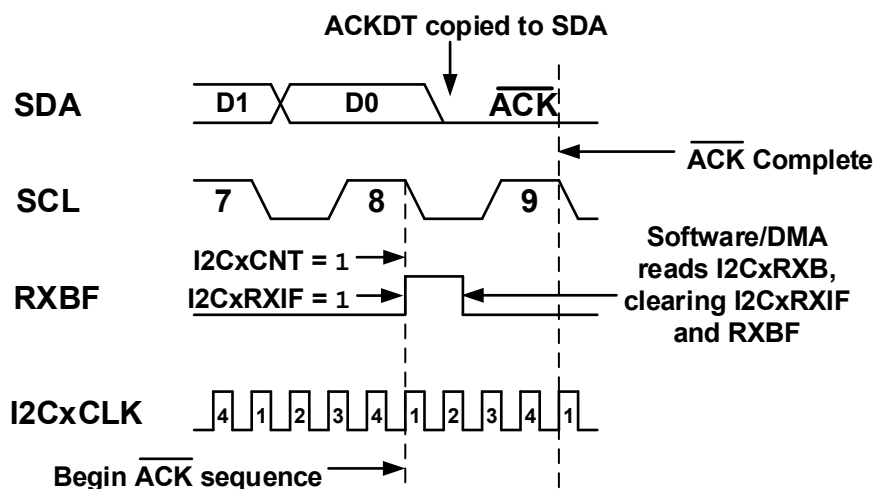 ACKDT copied to SDA
SDA
D1
D0
ACK
ACK Complete
SCL
7
8
9
I2CxCNT = 1
Software/DMA
reads I2CxRXB,
clearing I2CxRXIF
and RXBF
RXBF
I2CxRXIF = 1
I2CxCLK
4 1 2 3 4 1 2 3 4 1
Begin ACK sequence